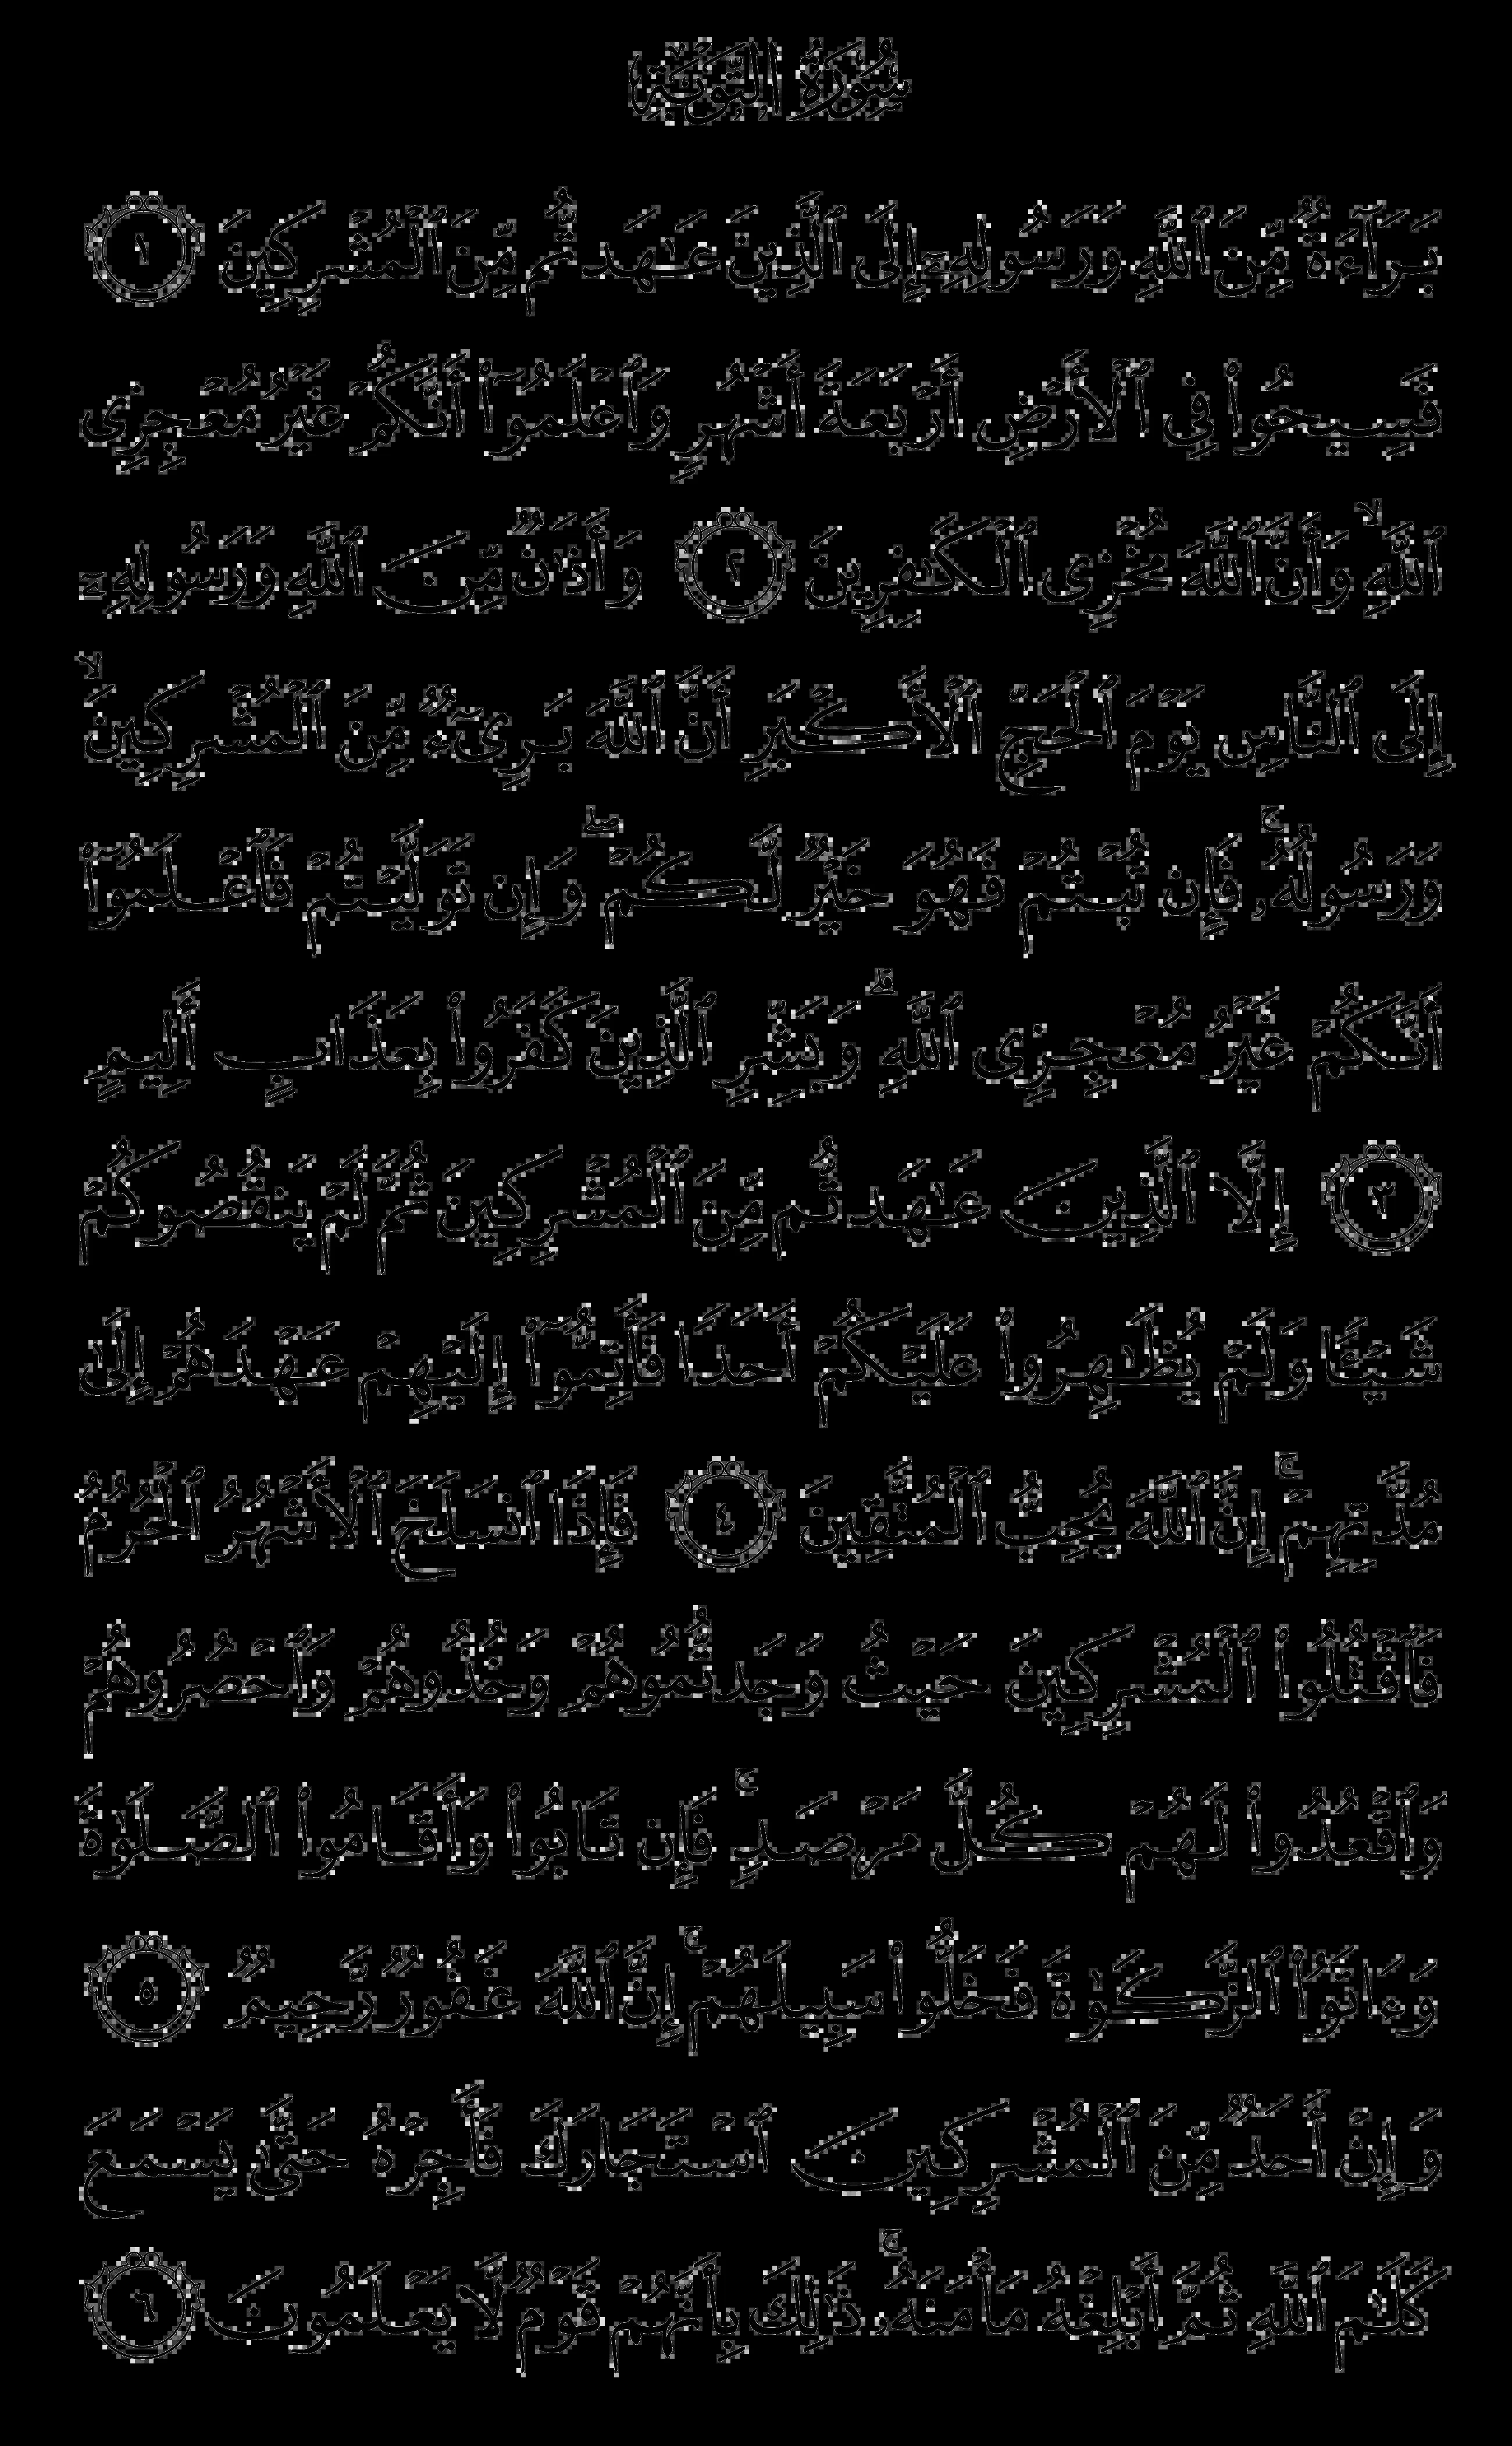 سُورَةُ التَّوۡبَةِ
بَرَآءَةٞ مِّنَ ٱللَّهِ وَرَسُولِهِۦٓ إِلَى ٱلَّذِينَ عَٰهَدتُّم مِّنَ ٱلۡمُشۡرِكِينَ ١
فَسِيحُواْ فِي ٱلۡأَرۡضِ أَرۡبَعَةَ أَشۡهُرٖ وَٱعۡلَمُوٓاْ أَنَّكُمۡ غَيۡرُ مُعۡجِزِي
ٱللَّهِ وَأَنَّ ٱللَّهَ مُخۡزِي ٱلۡكَٰفِرِينَ ٢ وَأَذَٰنٞ مِّنَ ٱللَّهِ وَرَسُولِهِۦٓ
إِلَى ٱلنَّاسِ يَوۡمَ ٱلۡحَجِّ ٱلۡأَكۡبَرِ أَنَّ ٱللَّهَ بَرِيٓءٞ مِّنَ ٱلۡمُشۡرِكِينَ
وَرَسُولُهُۥۚ فَإِن تُبۡتُمۡ فَهُوَ خَيۡرٞ لَّكُمۡۖ وَإِن تَوَلَّيۡتُمۡ فَٱعۡلَمُوٓاْ
أَنَّكُمۡ غَيۡرُ مُعۡجِزِي ٱللَّهِۗ وَبَشِّرِ ٱلَّذِينَ كَفَرُواْ بِعَذَابٍ أَلِيمٍ
٣ إِلَّا ٱلَّذِينَ عَٰهَدتُّم مِّنَ ٱلۡمُشۡرِكِينَ ثُمَّ لَمۡ يَنقُصُوكُمۡ
شَيۡـٔٗا وَلَمۡ يُظَٰهِرُواْ عَلَيۡكُمۡ أَحَدٗا فَأَتِمُّوٓاْ إِلَيۡهِمۡ عَهۡدَهُمۡ إِلَىٰ
مُدَّتِهِمۡۚ إِنَّ ٱللَّهَ يُحِبُّ ٱلۡمُتَّقِينَ ٤ فَإِذَا ٱنسَلَخَ ٱلۡأَشۡهُرُ ٱلۡحُرُمُ
فَٱقۡتُلُواْ ٱلۡمُشۡرِكِينَ حَيۡثُ وَجَدتُّمُوهُمۡ وَخُذُوهُمۡ وَٱحۡصُرُوهُمۡ
وَٱقۡعُدُواْ لَهُمۡ كُلَّ مَرۡصَدٖۚ فَإِن تَابُواْ وَأَقَامُواْ ٱلصَّلَوٰةَ
وَءَاتَوُاْ ٱلزَّكَوٰةَ فَخَلُّواْ سَبِيلَهُمۡۚ إِنَّ ٱللَّهَ غَفُورٞ رَّحِيمٞ ٥
وَإِنۡ أَحَدٞ مِّنَ ٱلۡمُشۡرِكِينَ ٱسۡتَجَارَكَ فَأَجِرۡهُ حَتَّىٰ يَسۡمَعَ
كَلَٰمَ ٱللَّهِ ثُمَّ أَبۡلِغۡهُ مَأۡمَنَهُۥۚ ذَٰلِكَ بِأَنَّهُمۡ قَوۡمٞ لَّا يَعۡلَمُونَ ٦